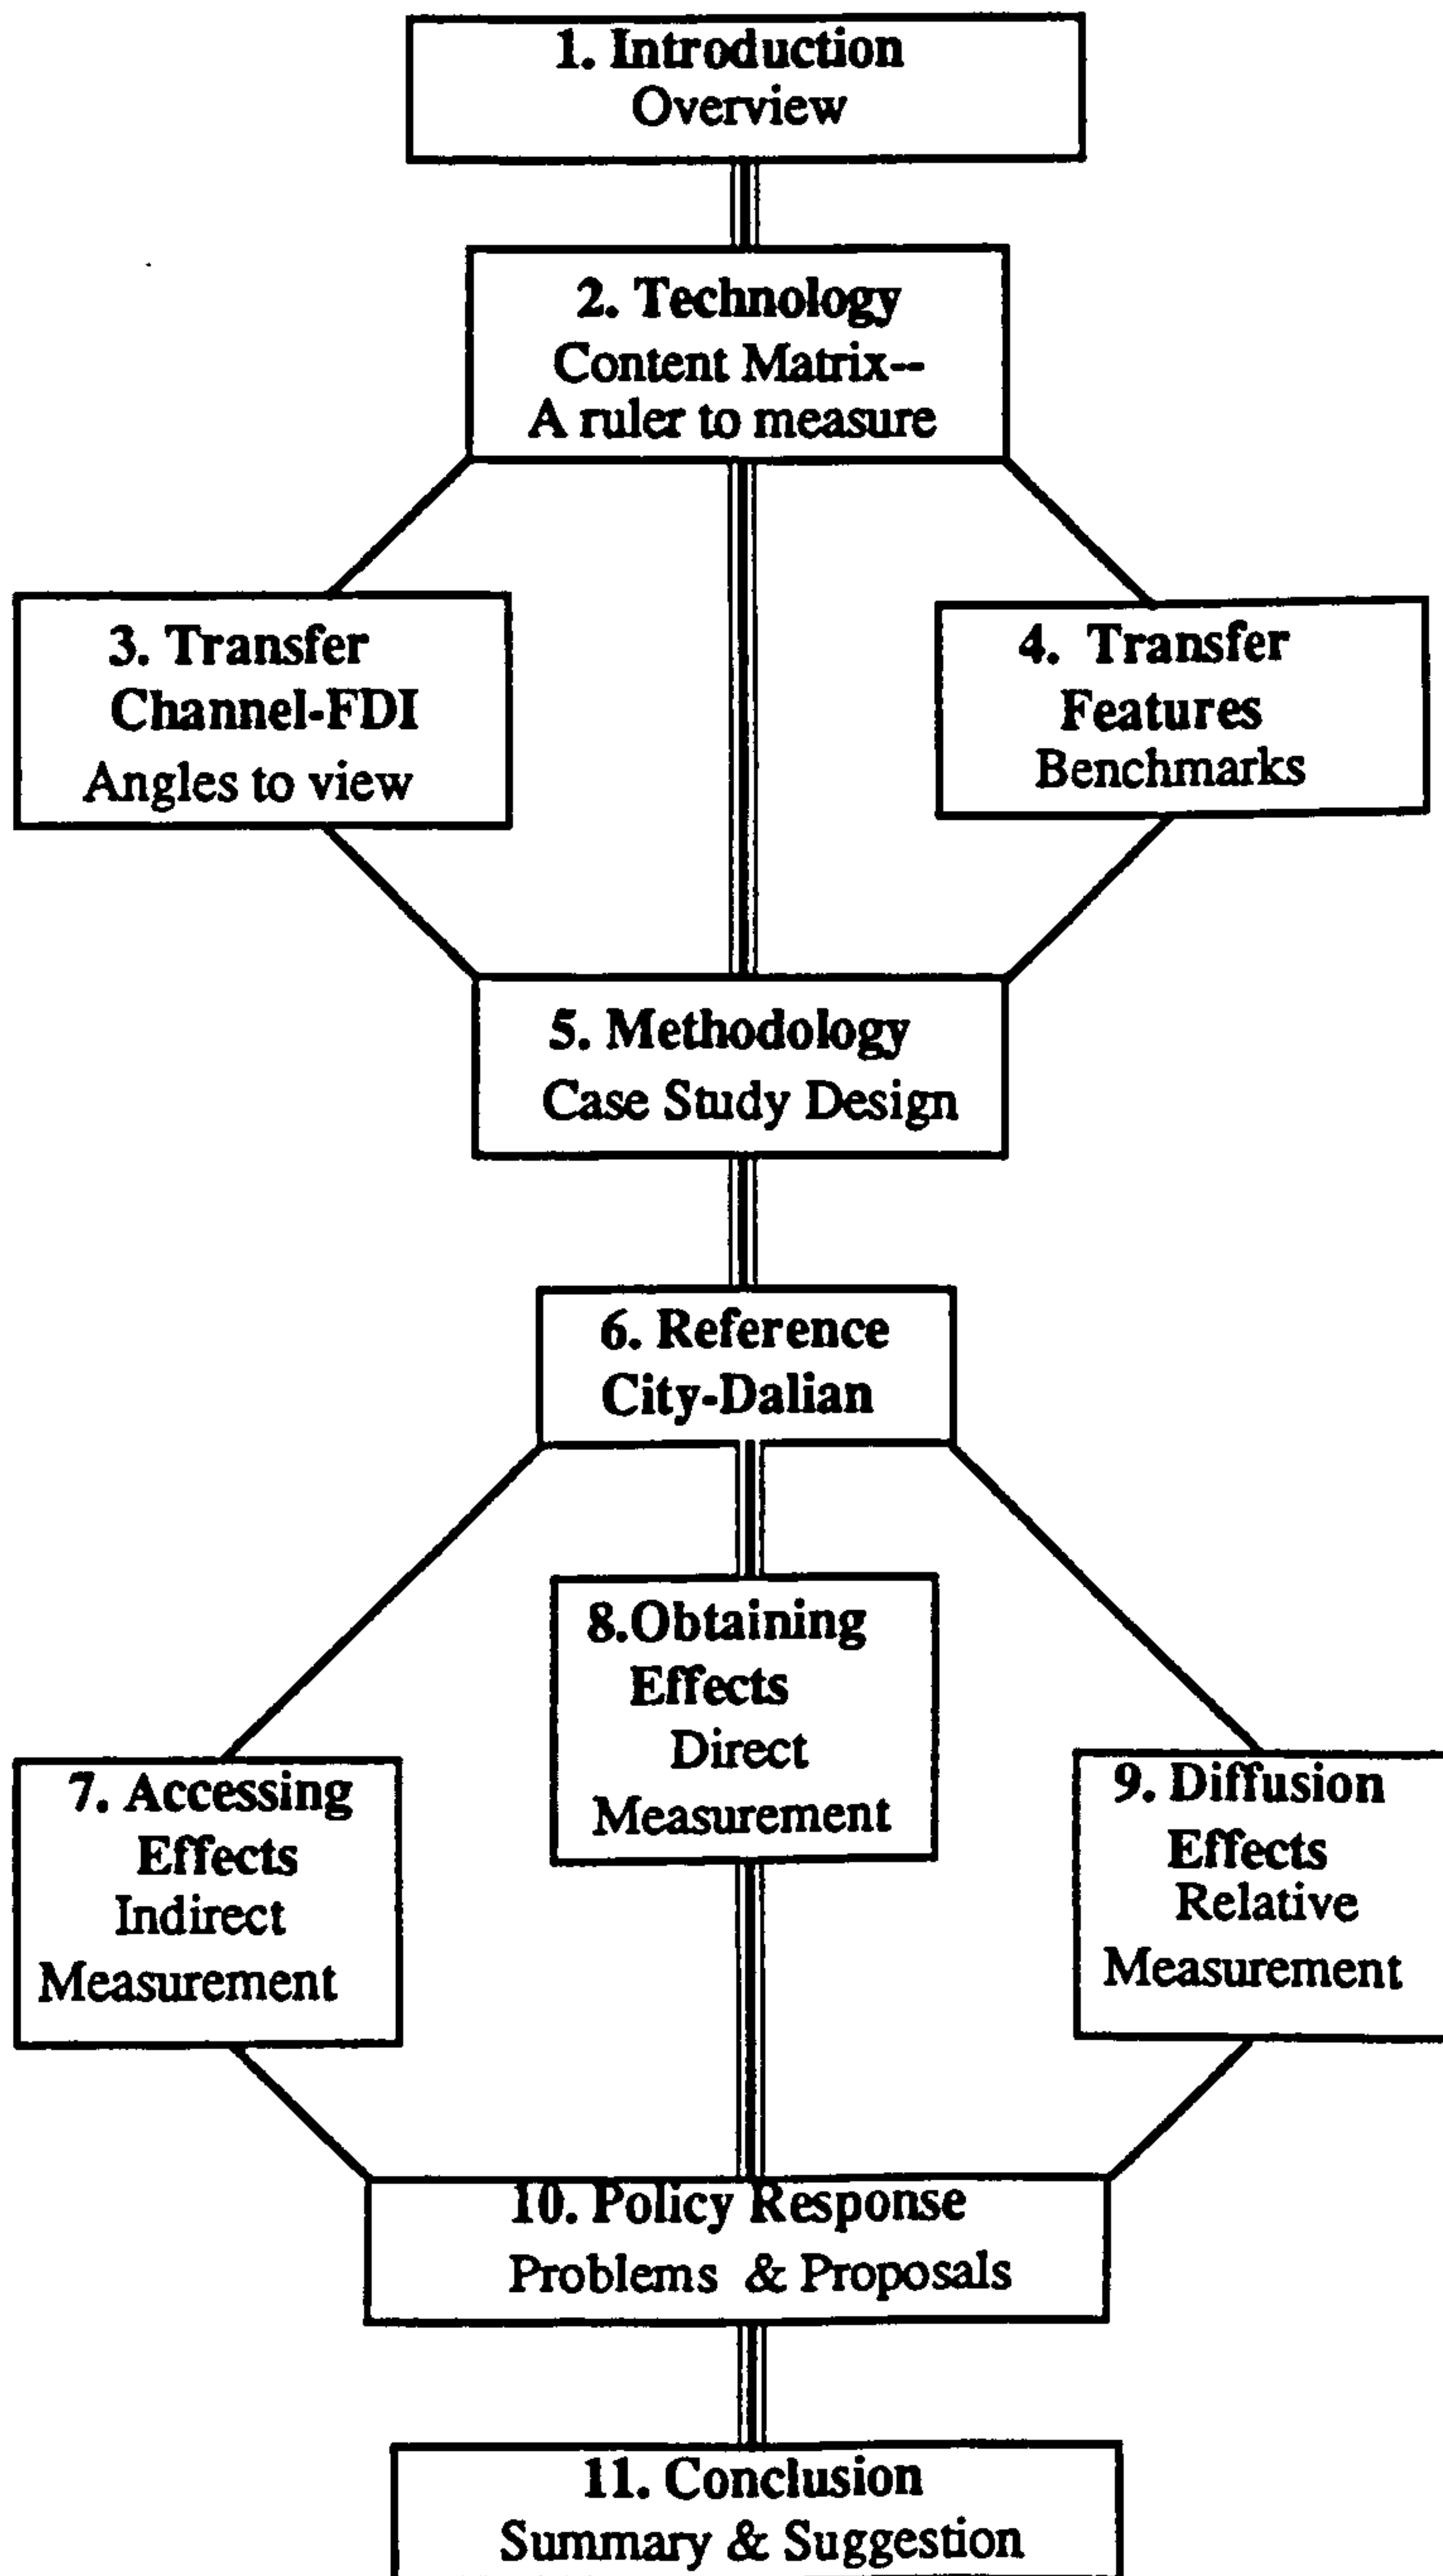 1. Introduction
Overview
2. Technology
Content Matrix--
A ruler to measure
3. Transfer
Channel-FDI
Angles to view
4. Transfer
Features
Benchmarks
5. Methodology
Case Study Design
6. Reference
City-Dalian
7. Accessing
Effects
Indirect
Measurement
8.Obtaining
Effects
Direct
Measurement
9. Diffusion
Effects
Relative
Measurement
10. Policy Response
Problems & Proposals
11. Conclusion
Summary & Suggestion